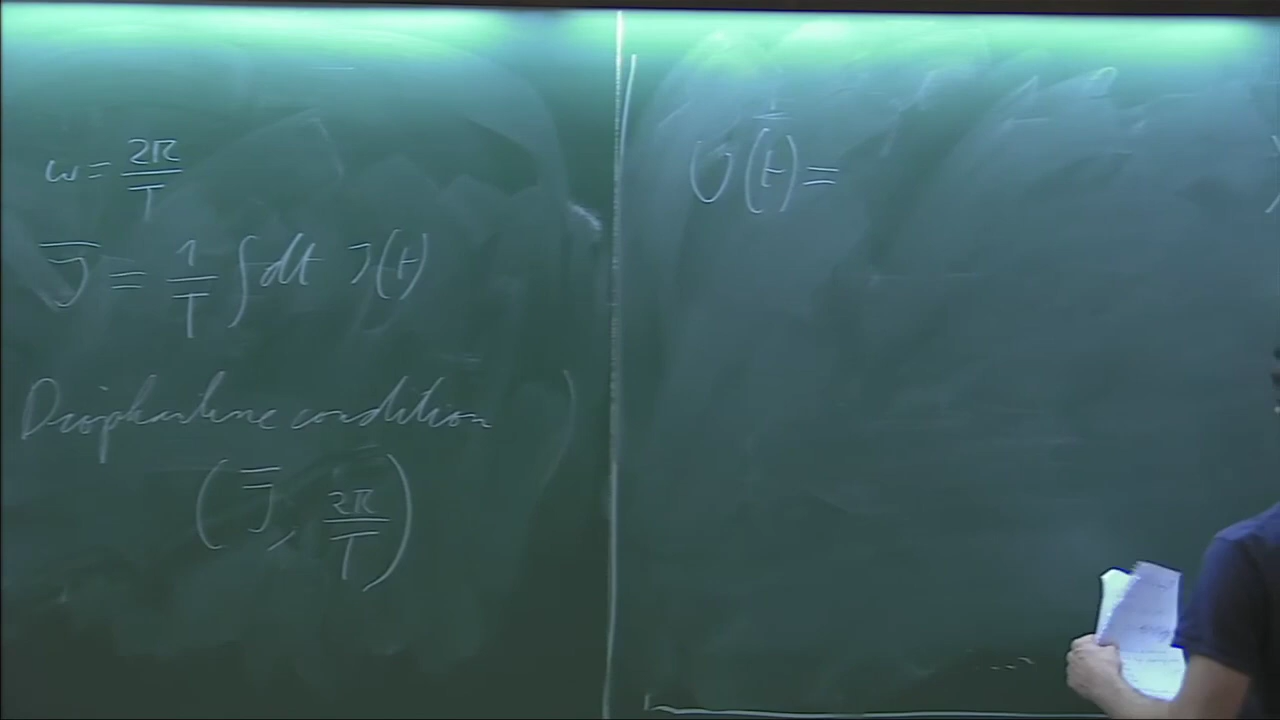 ω = 2π/T
J̅ = 1/T ∫ dt J(t)
Diophantine condition
( J̅, 2π/T )
U(t) =